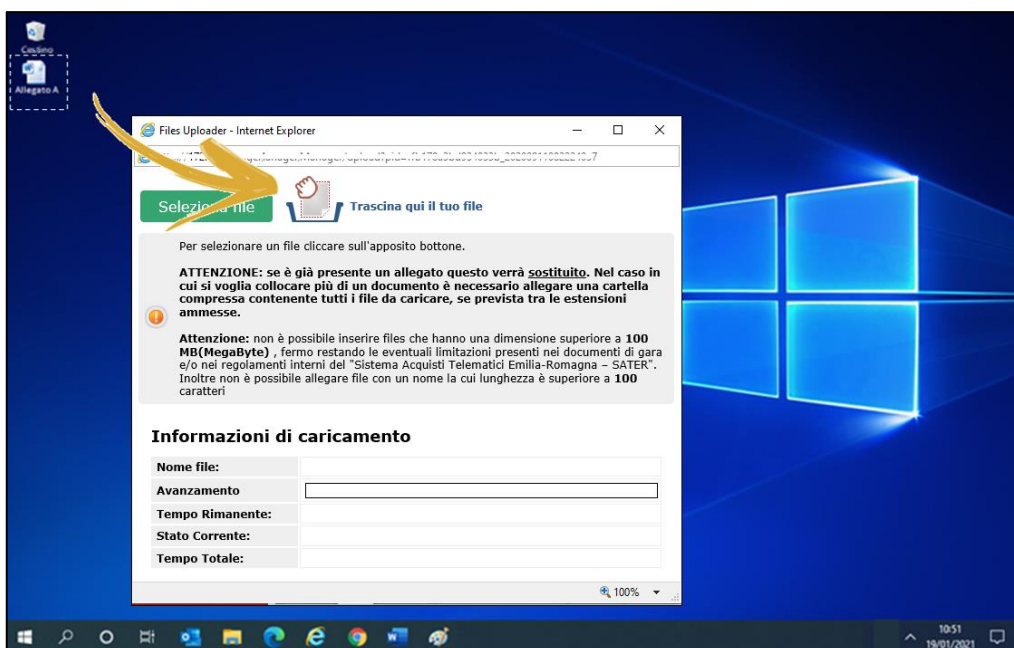 Cestino
Allegato A
Files Uploader - Internet Explorer
Seleziona file
Trascina qui il tuo file
Per selezionare un file cliccare sull'apposito bottone.
ATTENZIONE: se è già presente un allegato questo verrà sostituito. Nel caso in
cui si voglia collocare più di un documento è necessario allegare una cartella
compressa contenente tutti i file da caricare, se prevista tra le estensioni
ammesse.
Attenzione: non è possibile inserire files che hanno una dimensione superiore a 100
MB(MegaByte) , fermo restando le eventuali limitazioni presenti nei documenti di gara
e/o nei regolamenti interni del "Sistema Acquisti Telematici Emilia-Romagna – SATER".
Inoltre non è possibile allegare file con un nome la cui lunghezza è superiore a 100
caratteri
Informazioni di caricamento
Nome file:
Avanzamento
Tempo Rimanente:
Stato Corrente:
Tempo Totale:
100%
10:51
19/01/2021